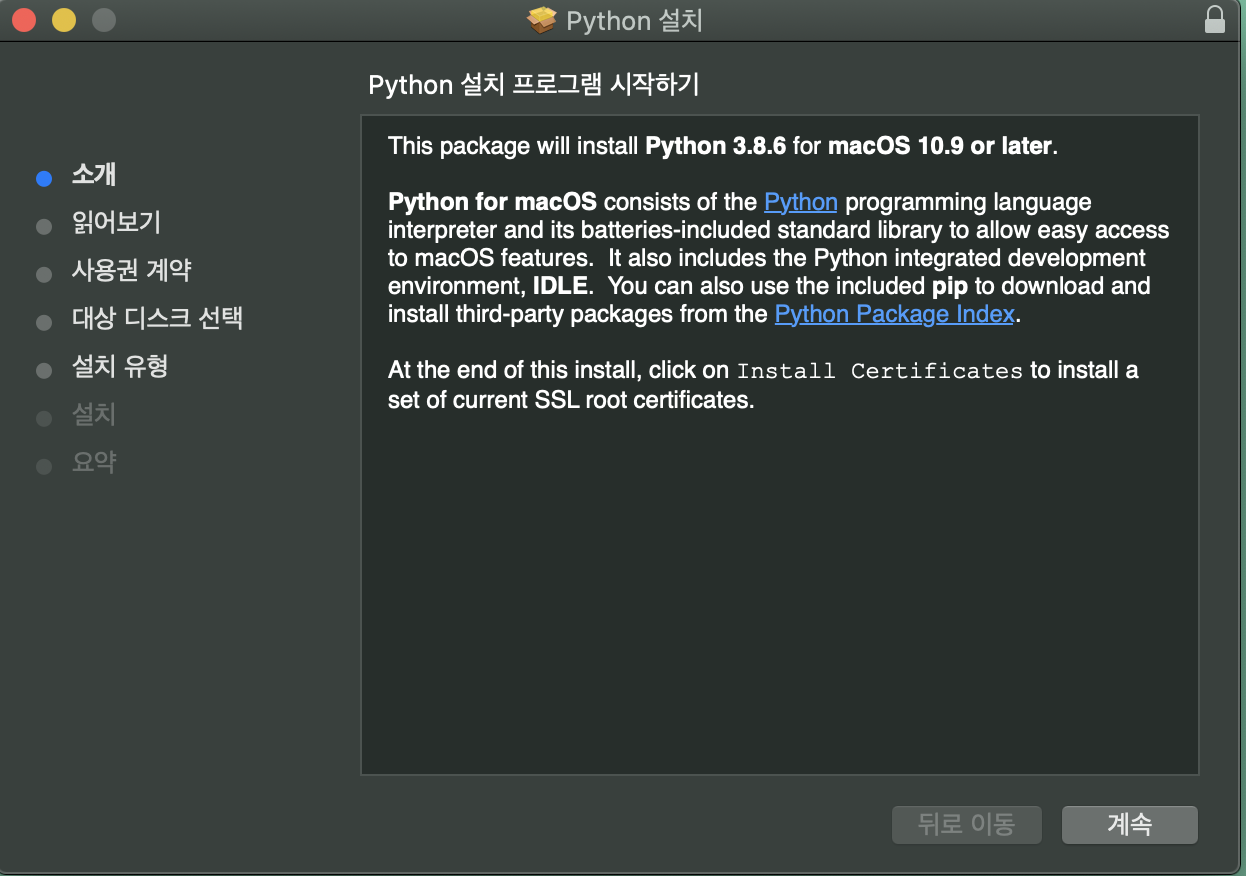 Python 설치
Python 설치 프로그램 시작하기
소개
읽어보기
사용권 계약
대상 디스크 선택
설치 유형
설치
요약
This package will install Python 3.8.6 for macOS 10.9 or later.
Python for macOS consists of the Python programming language
interpreter and its batteries-included standard library to allow easy access
to macOS features.  It also includes the Python integrated development
environment, IDLE.  You can also use the included pip to download and
install third-party packages from the Python Package Index.
At the end of this install, click on Install Certificates to install a
set of current SSL root certificates.
뒤로 이동
계속